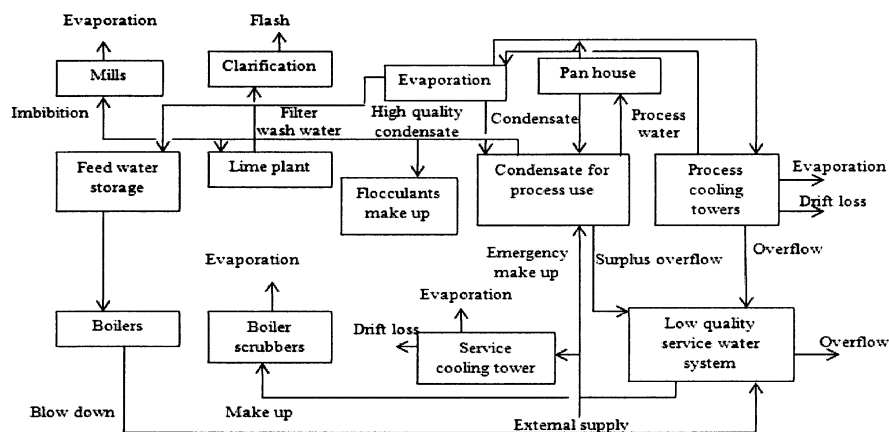 Evaporation
Flash
Mills
Clarification
Evaporation
Pan house
Imbibition
Filter
wash water
High quality
condensate
Condensate
Process
water
Feed water
storage
Lime plant
Flocculants
make up
Condensate for
process use
Process
cooling
towers
Evaporation
Drift loss
Evaporation
Emergency
make up
Surplus overflow
Overflow
Boilers
Boiler
scrubbers
Evaporation
Drift loss
Service
cooling tower
Low quality
service water
system
Overflow
Blow down
Make up
External supply